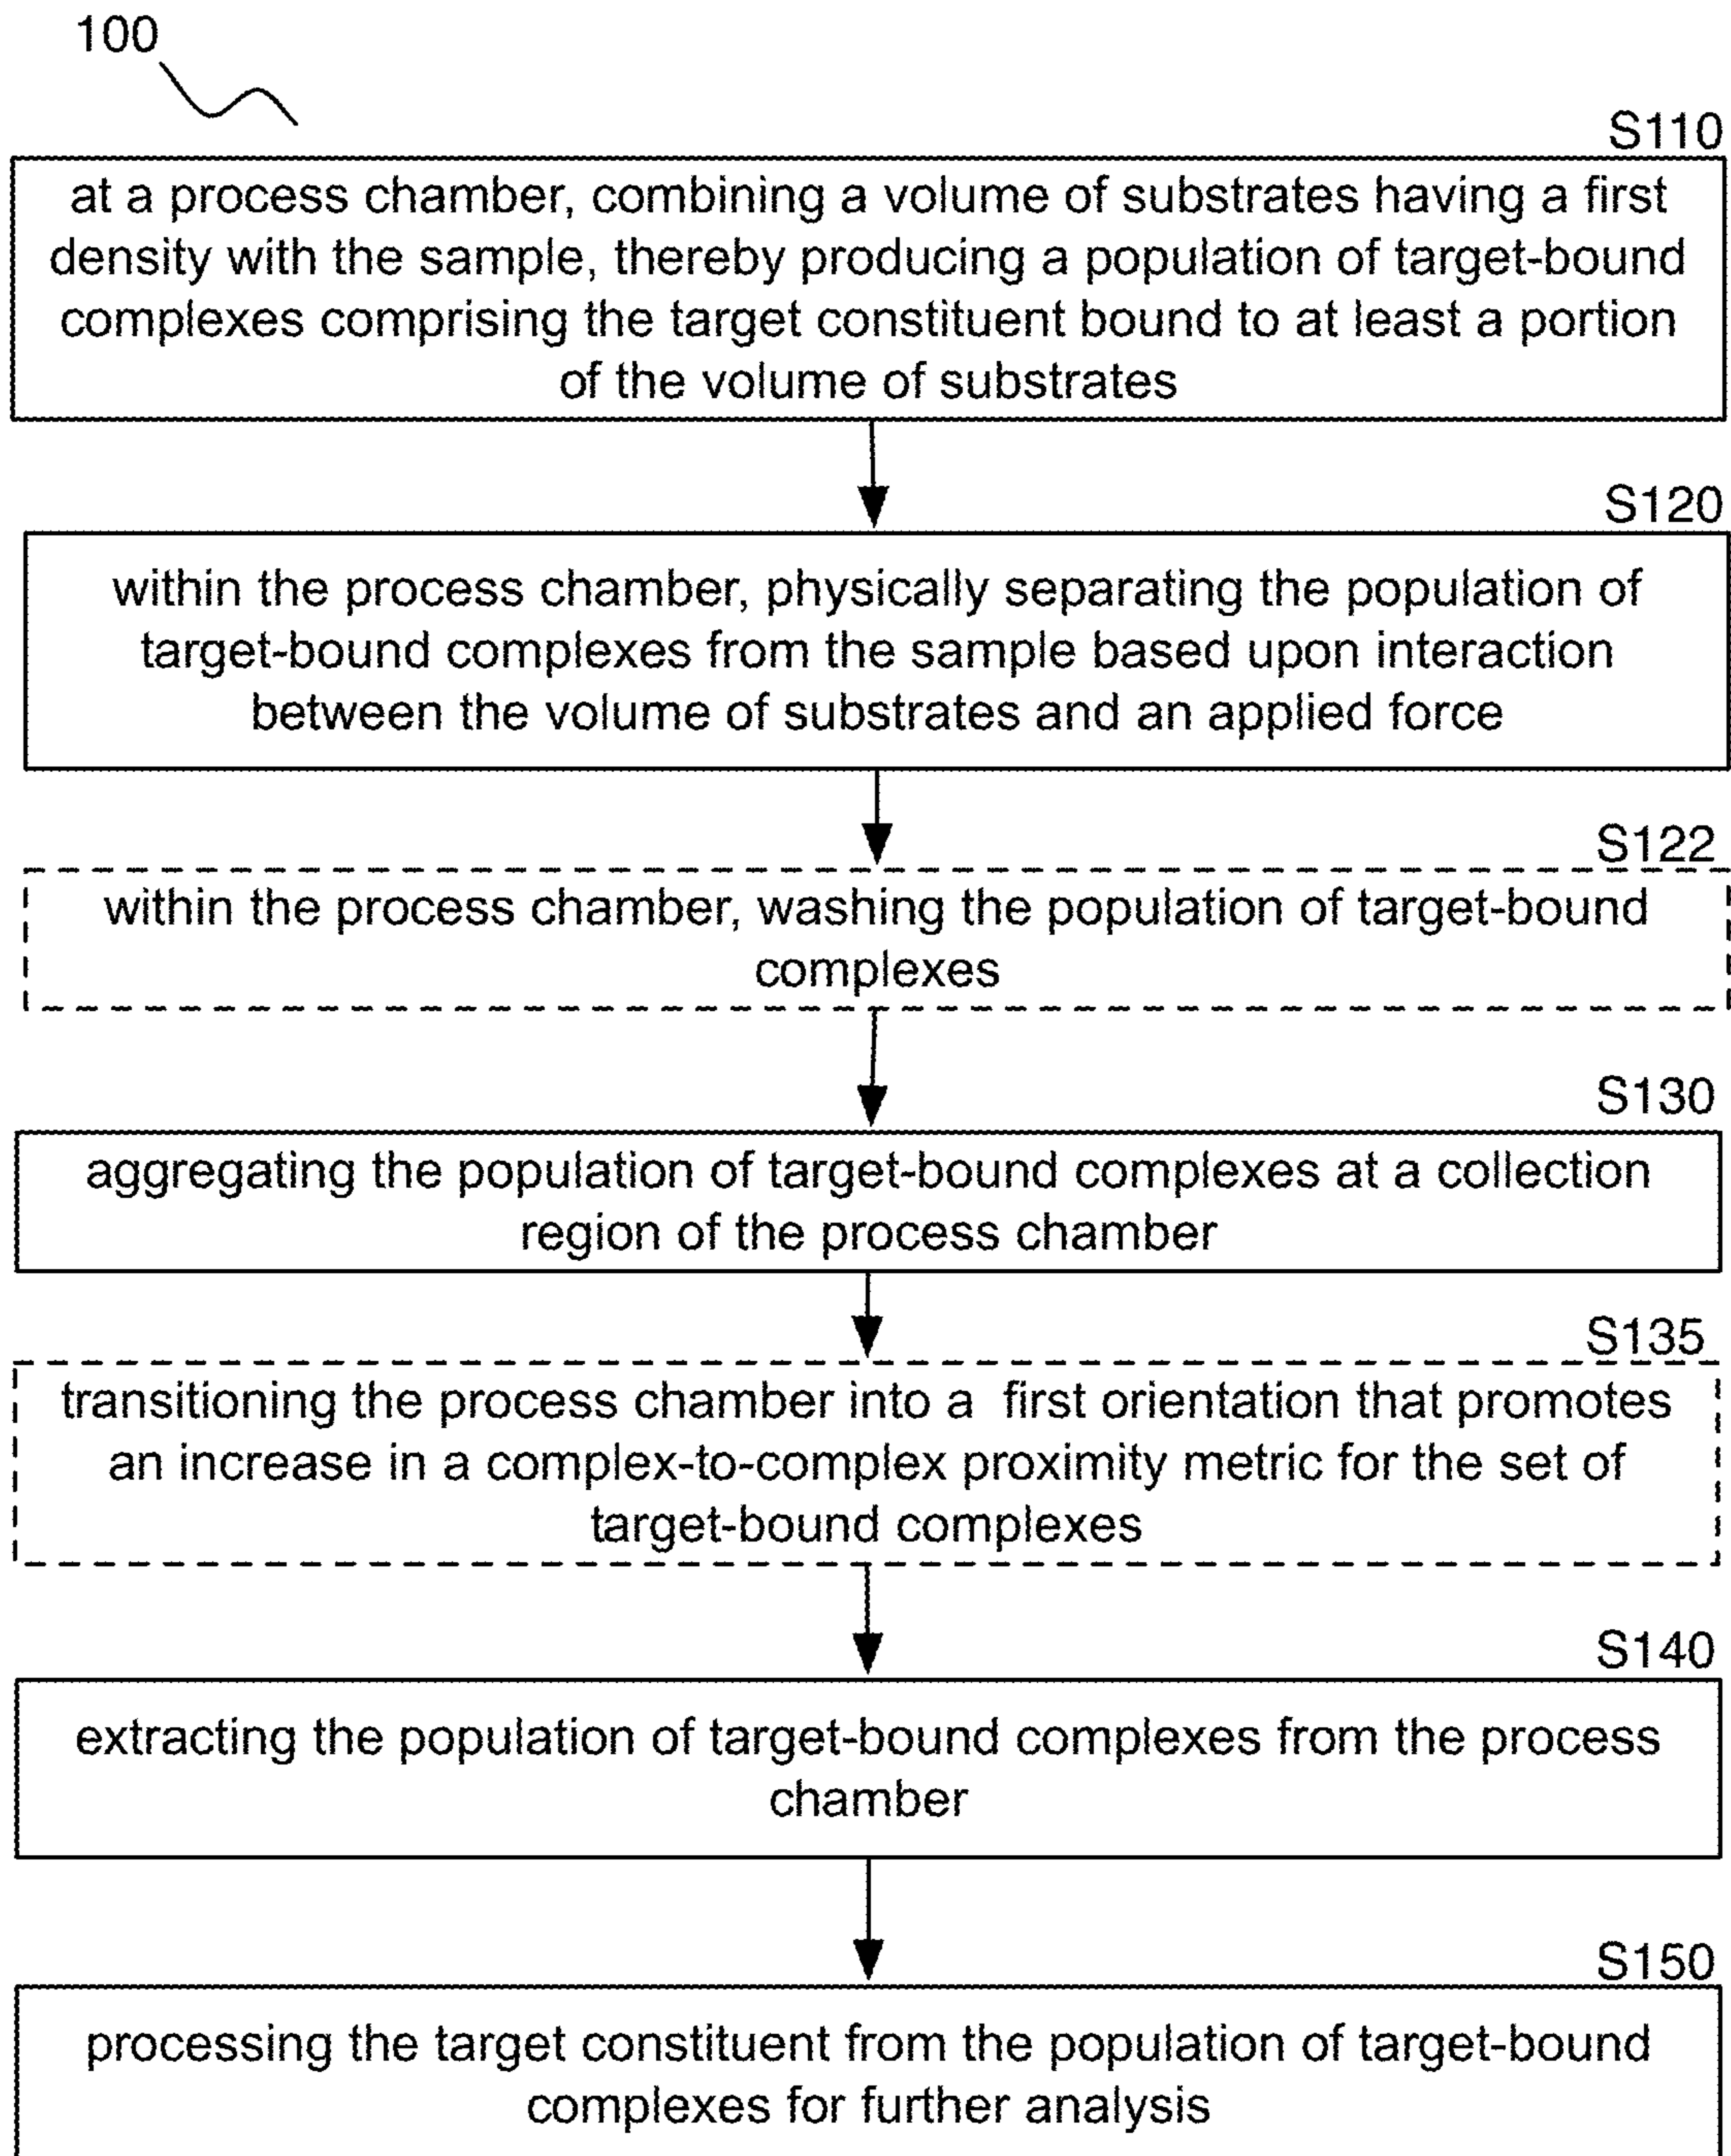 100
S110
at a process chamber, combining a volume of substrates having a first
density with the sample, thereby producing a population of target-bound
complexes comprising the target constituent bound to at least a portion
of the volume of substrates
S120
within the process chamber, physically separating the population of
target-bound complexes from the sample based upon interaction
between the volume of substrates and an applied force
S122
within the process chamber, washing the population of target-bound
complexes
S130
aggregating the population of target-bound complexes at a collection
region of the process chamber
S135
transitioning the process chamber into a first orientation that promotes
an increase in a complex-to-complex proximity metric for the set of
target-bound complexes
S140
extracting the population of target-bound complexes from the process
chamber
S150
processing the target constituent from the population of target-bound
complexes for further analysis